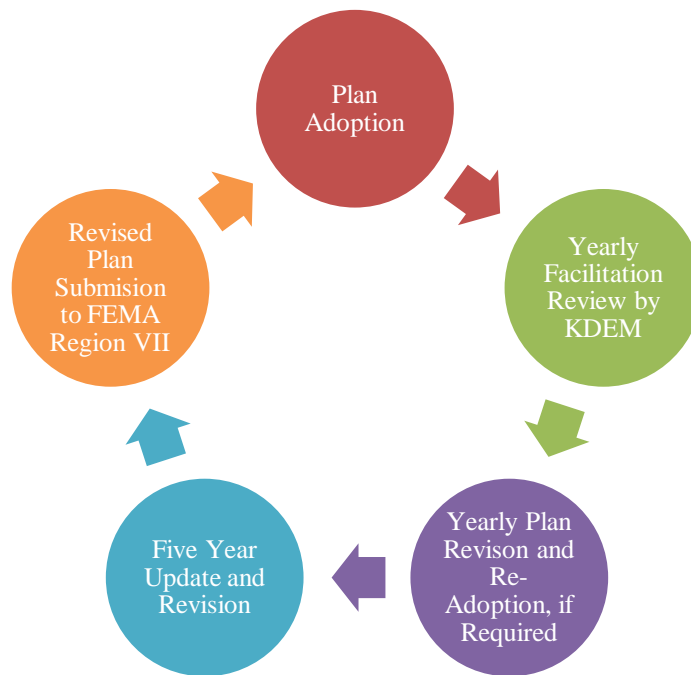 Plan
Adoption
Yearly
Facilitation
Review by
KDEM
Yearly Plan
Revison and
Re-
Adoption, if
Required
Five Year
Update and
Revision
Revised
Plan
Submision
to FEMA
Region VII